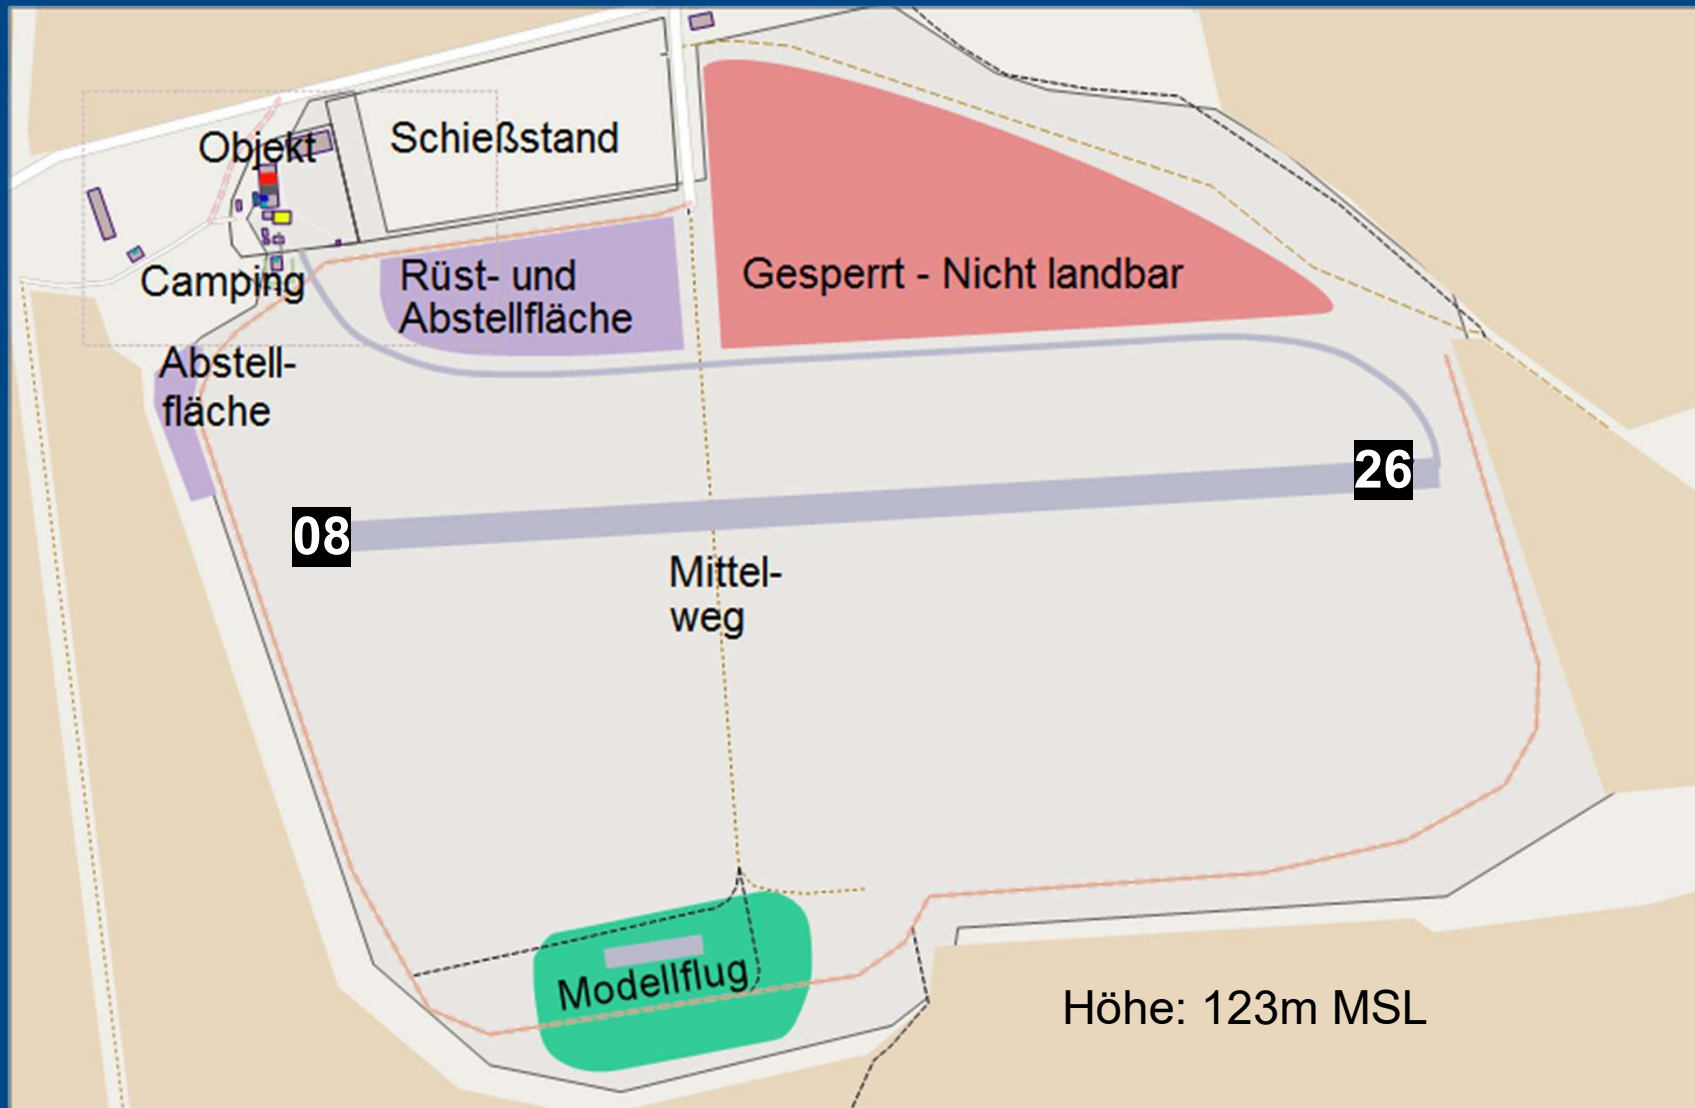 Objekt
Schießstand
Camping
Rüst- und
Abstellfläche
Gesperrt - Nicht landbar
Abstell-
fläche
26
08
Mittel-
weg
Modellflug
Höhe: 123m MSL